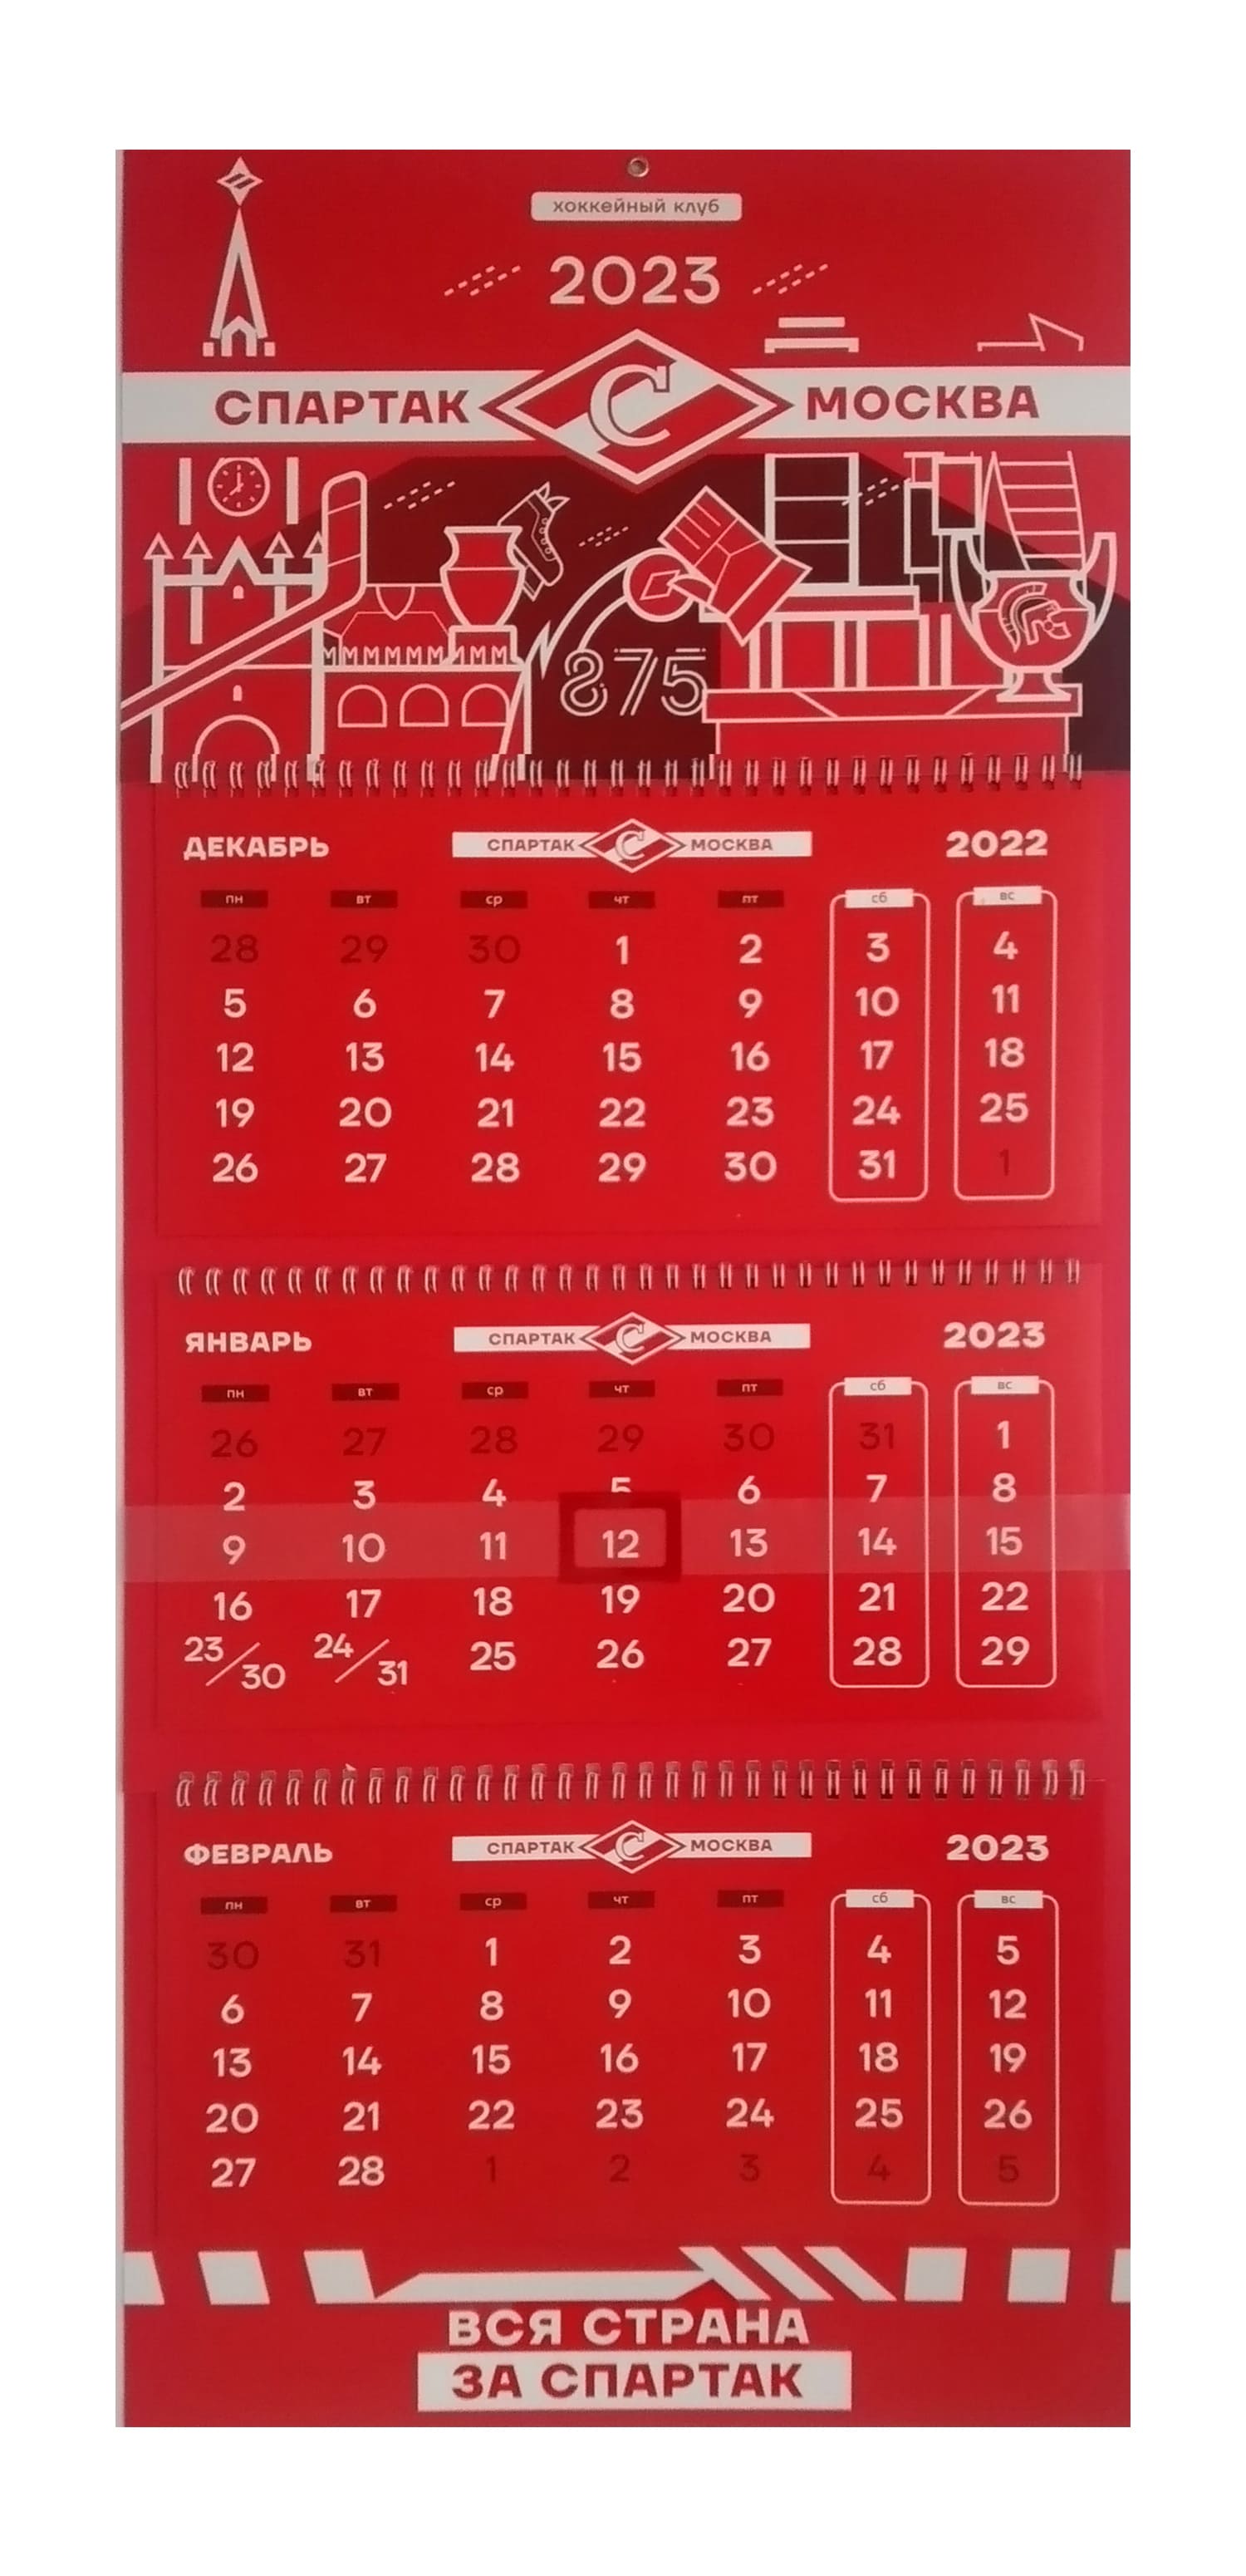 хоккейный клуб
2023
СПАРТАК С МОСКВА
875
ДЕКАБРЬ СПАРТАК С МОСКВА 2022
пн вт ср чт пт сб вс
28 29 30 1 2 3 4
5 6 7 8 9 10 11
12 13 14 15 16 17 18
19 20 21 22 23 24 25
26 27 28 29 30 31 1
ЯНВАРЬ СПАРТАК С МОСКВА 2023
пн вт ср чт пт сб вс
26 27 28 29 30 31 1
2 3 4 5 6 7 8
9 10 11 12 13 14 15
16 17 18 19 20 21 22
23/30 24/31 25 26 27 28 29
ФЕВРАЛЬ СПАРТАК С МОСКВА 2023
пн вт ср чт пт сб вс
30 31 1 2 3 4 5
6 7 8 9 10 11 12
13 14 15 16 17 18 19
20 21 22 23 24 25 26
27 28 1 2 3 4 5
ВСЯ СТРАНА
ЗА СПАРТАК